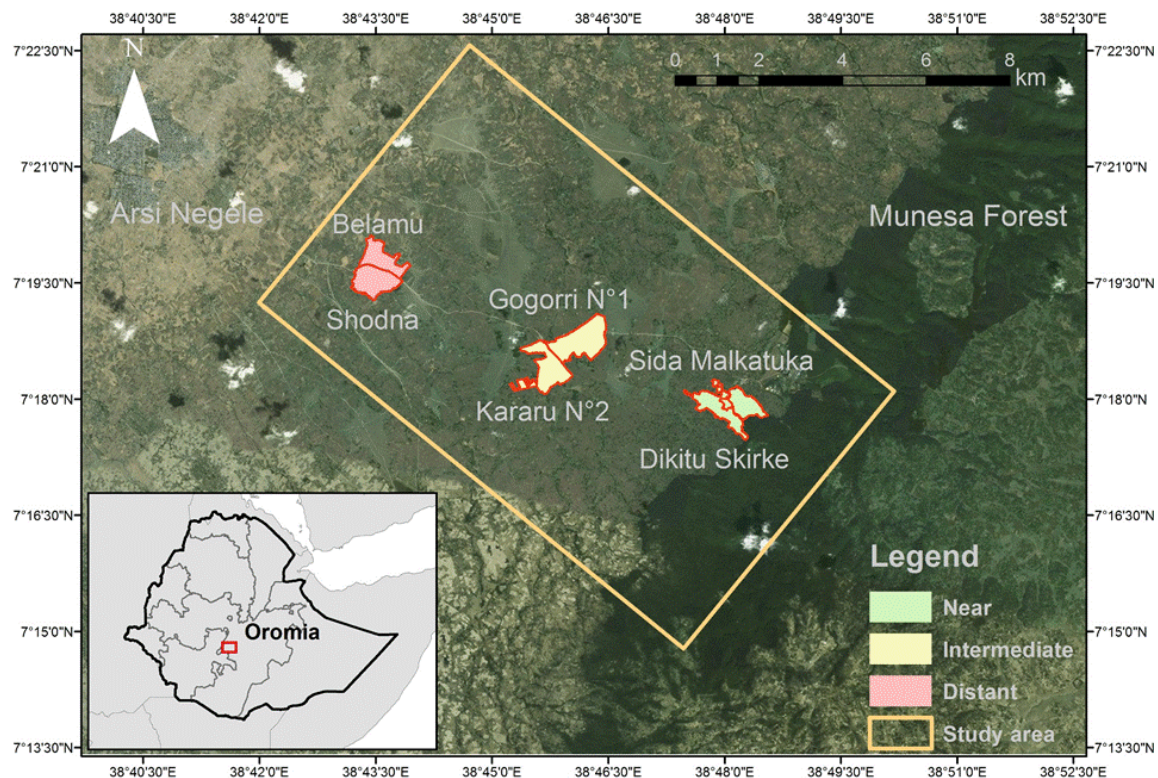 38°40'30"E 38°42'0"E 38°43'30"E 38°45'0"E 38°46'30"E 38°48'0"E 38°49'30"E 38°51'0"E 38°52'30"E
7°22'30"N 7°22'30"N
N
0 1 2 4 6 8
km
7°21'0"N 7°21'0"N
Arsi Negele
Munesa Forest
Belamu
7°19'30"N 7°19'30"N
Gogorri N°1
Shodna
Sida Malkatuka
7°18'0"N 7°18'0"N
Kararu N°2
Dikitu Skirke
7°16'30"N 7°16'30"N
Legend
Near
Oromia
7°15'0"N 7°15'0"N
Intermediate
Distant
Study area
7°13'30"N 7°13'30"N
38°40'30"E 38°42'0"E 38°43'30"E 38°45'0"E 38°46'30"E 38°48'0"E 38°49'30"E 38°51'0"E 38°52'30"E